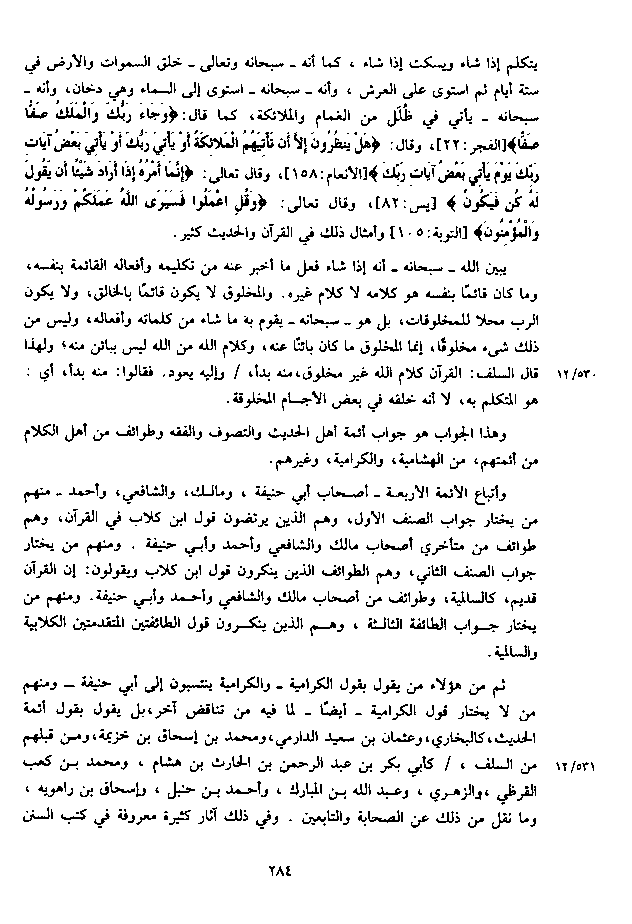 يتكلم إذا شاء ويسكت إذا شاء ، كما أنه ـ سبحانه وتعالى ـ خلق السموات والأرض في
ستة أيام ثم استوى على العرش ، وأنه ـ سبحانه ـ استوى إلى السماء وهي دخان، وأنه ـ
سبحانه ـ يأتي في ظُلَل من الغمام والملائكة، كما قال: ﴿وَجَاءَ رَبُّكَ وَالْمَلَكُ صَفًّا
صَفًّا﴾[الفجر:٢٢]، وقال: ﴿هَلْ يَنظُرُونَ إِلاَّ أَن تَأْتِيَهُمُ الْمَلائِكَةُ أَوْ يَأْتِيَ رَبُّكَ أَوْ يَأْتِيَ بَعْضُ آيَاتِ
رَبِّكَ يَوْمَ يَأْتِي بَعْضُ آيَاتِ رَبِّكَ ﴾[الأنعام:١٥٨]، وقال تعالى: ﴿إِنَّمَا أَمْرُهُ إِذَا أَرَادَ شَيْئًا أَن يَقُولَ
لَهُ كُن فَيَكُونُ ﴾ [يس:٨٢]، وقال تعالى: ﴿وَقُلِ اعْمَلُوا فَسَيَرَى اللَّهُ عَمَلَكُمْ وَرَسُولُهُ
وَالْمُؤْمِنُونَ﴾ [التوبة:١٠٥] وأمثال ذلك في القرآن والحديث كثير.
يبين الله ـ سبحانه ـ أنه إذا شاء فعل ما أخبر عنه من تكليمه وأفعاله القائمة بنفسه،
وما كان قائمًا بنفسه هو كلامه لا كلام غيره. والمخلوق لا يكون قائمًا بالخالق، ولا يكون
الرب محلا للمخلوقات، بل هو ـ سبحانه ـ يقوم به ما شاء من كلماته وأفعاله، وليس من
ذلك شىء مخلوقًا، إنما المخلوق ما كان بائنًا عنه، وكلام الله من الله ليس ببائن منه؛ ولهذا
قال السلف: القرآن كلام الله غير مخلوق،منه بدأ، / وإليه يعود. فقالوا: منه بدأ، أي :
١٢/٥٣٠
هو المتكلم به، لا أنه خلقه في بعض الأجسام المخلوقة.
وهذا الجواب هو جواب أئمة أهل الحديث والتصوف والفقه وطوائف من أهل الكلام
من أئمتهم، من الهشامية، والكرامية، وغيرهم.
وأتباع الأئمة الأربعة ـ أصحاب أبي حنيفة ، ومالك، والشافعي، وأحمد ـ منهم
من يختار جواب الصنف الأول، وهم الذين يرتضون قول ابن كلاب في القرآن، وهم
طوائف من متأخري أصحاب مالك والشافعي وأحمد وأبي حنيفة . ومنهم من يختار
جواب الصنف الثاني، وهم الطوائف الذين ينكرون قول ابن كلاب ويقولون: إن القرآن
قديم، كالسالمية، وطوائف من أصحاب مالك والشافعي وأحمد وأبي حنيفة. ومنهم من
يختار جواب الطائفة الثالثة ، وهم الذين ينكرون قول الطائفتين المتقدمتين الكلابية
والسالمية.
ثم من هؤلاء من يقول بقول الكرامية ـ والكرامية ينتسبون إلى أبي حنيفة ـ ومنهم
من لا يختار قول الكرامية ـ أيضًا ـ لما فيه من تناقض آخر،بل يقول بقول أئمة
الحديث،كالبخاري،وعثمان بن سعيد الدارمي،ومحمد بن إسحاق بن خزيمة،ومن قبلهم
من السلف ، / كأبي بكر بن عبد الرحمن بن الحارث بن هشام ، ومحمد بن كعب
١٢/٥٣١
القرظي ،والزهري ، وعبد الله بن المبارك ، وأحمد بن حنبل ، وإسحاق بن راهويه ،
وما نقل من ذلك عن الصحابة والتابعين . وفي ذلك آثار كثيرة معروفة في كتب السنن
٢٨٤